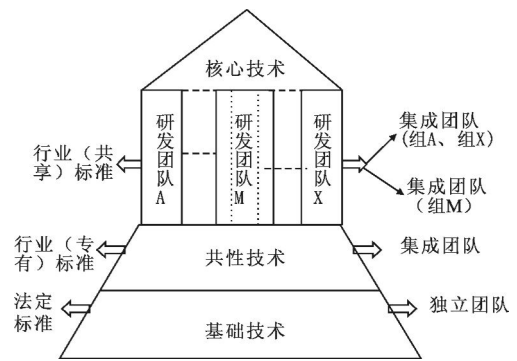 核心技术
研发团队A
研发团队M
研发团队X
行业（共
享）标准
集成团队
(组A、组X)
集成团队
（组M）
行业（专
有）标准
共性技术
集成团队
法定
标准
基础技术
独立团队